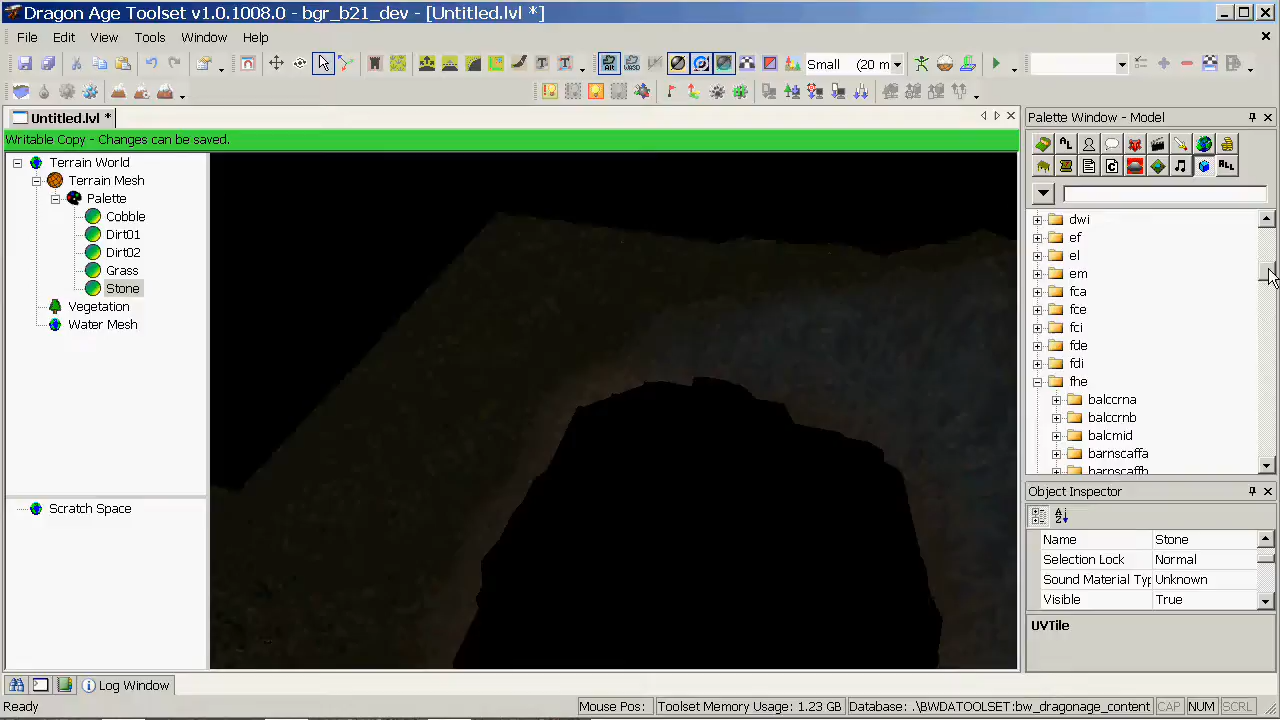 Dragon Age Toolset v1.0.1008.0 - bgr_b21_dev - [Untitled.lvl *]
File Edit View Tools Window Help
Small (20 m
Untitled.lvl *
Writable Copy - Changes can be saved.
Terrain World
Terrain Mesh
Palette
Cobble
Dirt01
Dirt02
Grass
Stone
Vegetation
Water Mesh
Scratch Space
Palette Window - Model
ALL
dwi
ef
el
em
fca
fce
fci
fde
fdi
fhe
balccrna
balccrnb
balcmid
barnscaffa
barnscaffb
Object Inspector
Name Stone
Selection Lock Normal
Sound Material Typ Unknown
Visible True
UVTile
Log Window
Ready Mouse Pos: Toolset Memory Usage: 1.23 GB Database: .\BWDATOOLSET: bw_dragonage_content CAP NUM SCRL